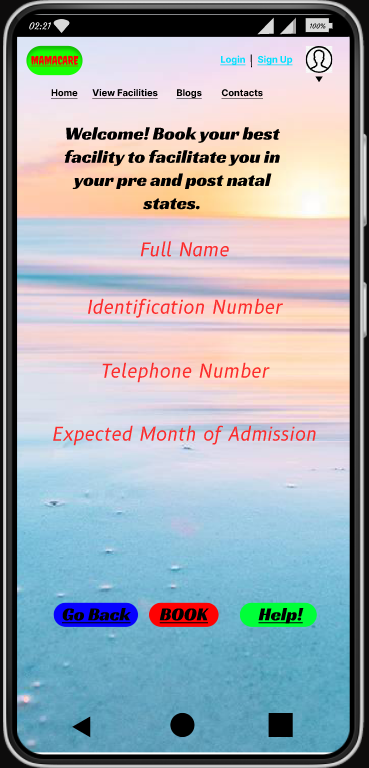 02:21
100%
MAMACARE
Login | Sign Up
Home View Facilities Blogs Contacts
Welcome! Book your best
facility to facilitate you in
your pre and post natal
states.
Full Name
Identification Number
Telephone Number
Expected Month of Admission
Go Back BOOK Help!